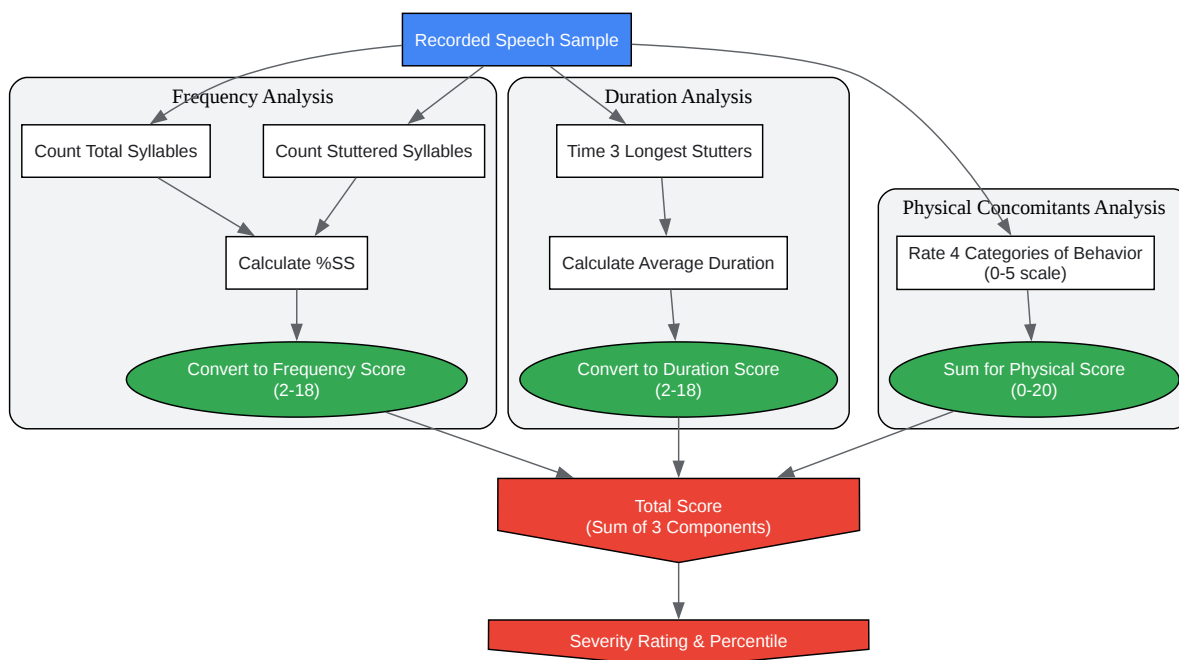 Recorded Speech Sample
Frequency Analysis
Duration Analysis
Count Total Syllables
Count Stuttered Syllables
Time 3 Longest Stutters
Physical Concomitants Analysis
Calculate %SS
Calculate Average Duration
Rate 4 Categories of Behavior
(0-5 scale)
Convert to Frequency Score
(2-18)
Convert to Duration Score
(2-18)
Sum for Physical Score
(0-20)
Total Score
(Sum of 3 Components)
Severity Rating & Percentile